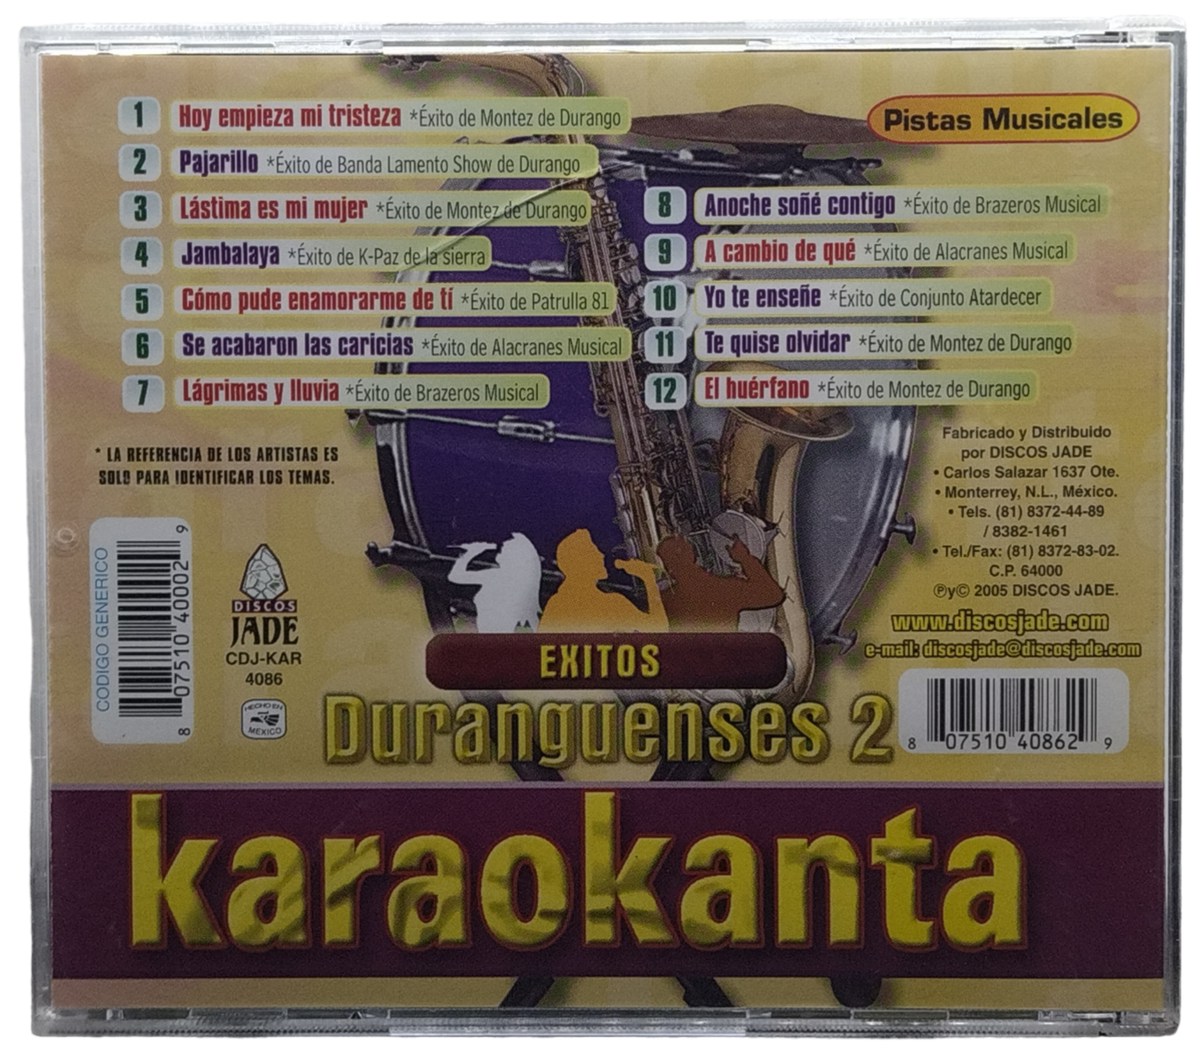 1 Hoy empieza mi tristeza *Éxito de Montez de Durango
2 Pajarillo *Éxito de Banda Lamento Show de Durango
3 Lástima es mi mujer *Éxito de Montez de Durango
4 Jambalaya *Éxito de K-Paz de la sierra
5 Cómo pude enamorarme de tí *Éxito de Patrulla 81
6 Se acabaron las caricias *Éxito de Alacranes Musical
7 Lágrimas y lluvia *Éxito de Brazeros Musical
Pistas Musicales
8 Anoche soñé contigo *Éxito de Brazeros Musical
9 A cambio de qué *Éxito de Alacranes Musical
10 Yo te enseñe *Éxito de Conjunto Atardecer
11 Te quise olvidar *Éxito de Montez de Durango
12 El huérfano *Éxito de Montez de Durango
* LA REFERENCIA DE LOS ARTISTAS ES
SOLO PARA IDENTIFICAR LOS TEMAS.
Fabricado y Distribuido
por DISCOS JADE
• Carlos Salazar 1637 Ote.
• Monterrey, N.L., México.
• Tels. (81) 8372-44-89
/ 8382-1461
• Tel./Fax: (81) 8372-83-02.
C.P. 64000
Ⓟy© 2005 DISCOS JADE.
www.discosjade.com
e-mail: discosjade@discosjade.com
CODIGO GENERICO
8 07510 40002 9
DISCOS
JADE
CDJ-KAR
4086
HECHO EN
MEXICO
EXITOS
Duranguenses 2
8 07510 40862 9
karaokanta